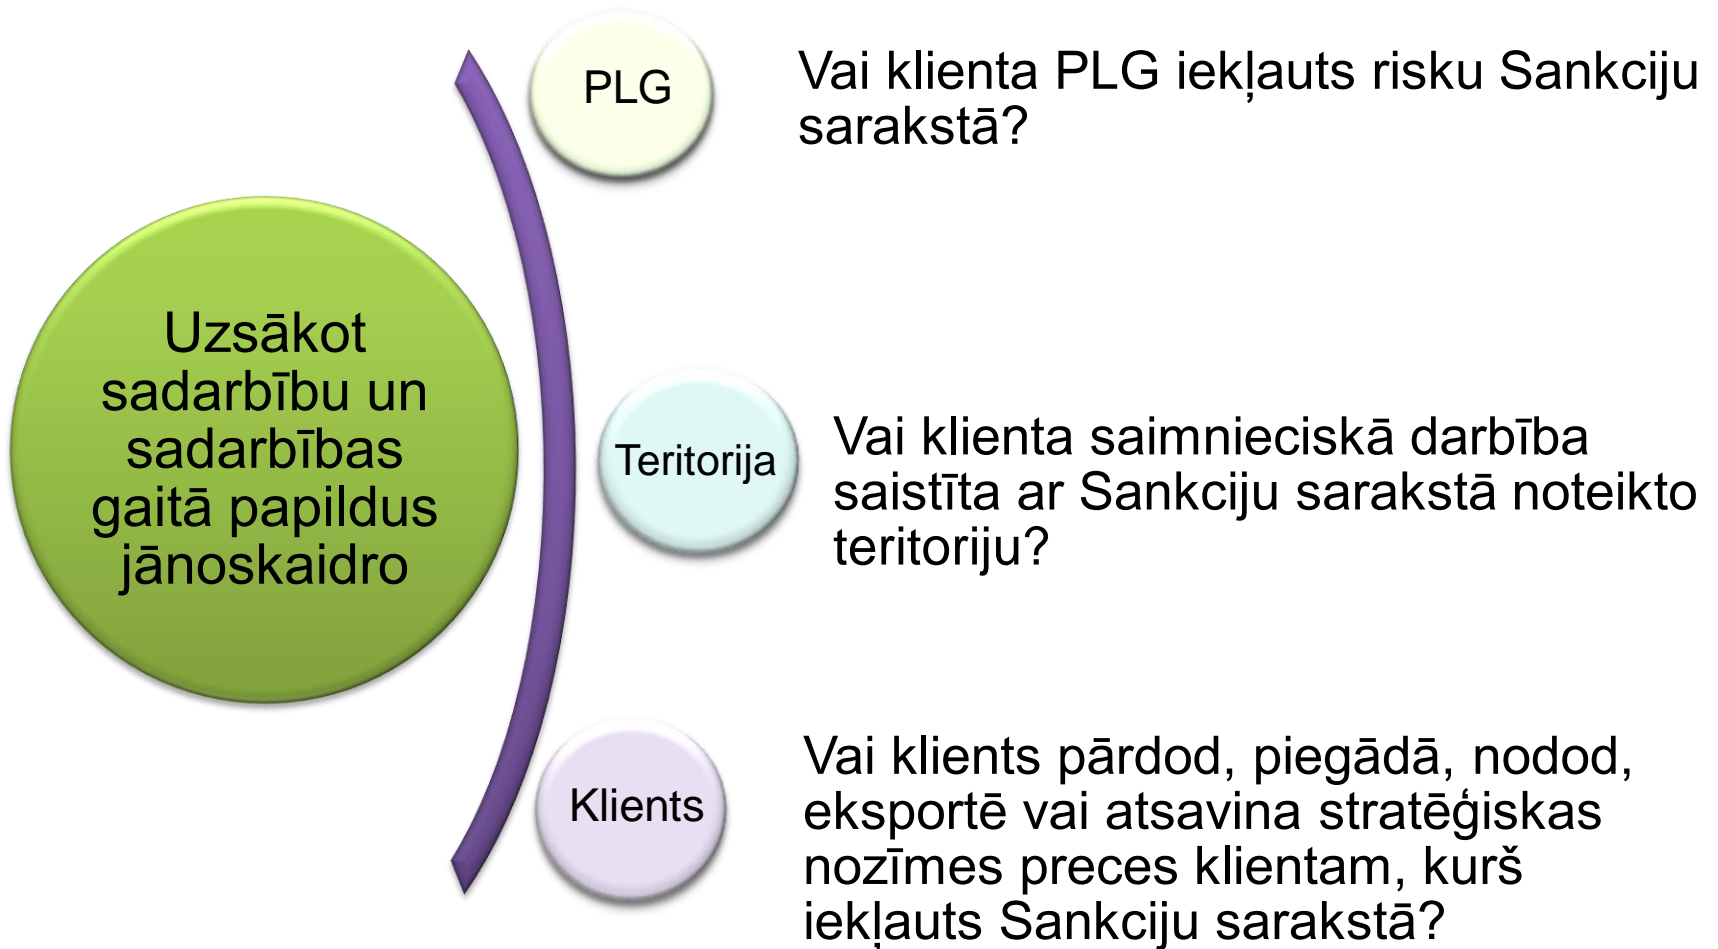 Uzsākot
sadarbību un
sadarbības
gaitā papildus
jānoskaidro
PLG
Vai klienta PLG iekļauts risku Sankciju
sarakstā?
Teritorija
Vai klienta saimnieciskā darbība
saistīta ar Sankciju sarakstā noteikto
teritoriju?
Klients
Vai klients pārdod, piegādā, nodod,
eksportē vai atsavina stratēģiskas
nozīmes preces klientam, kurš
iekļauts Sankciju sarakstā?